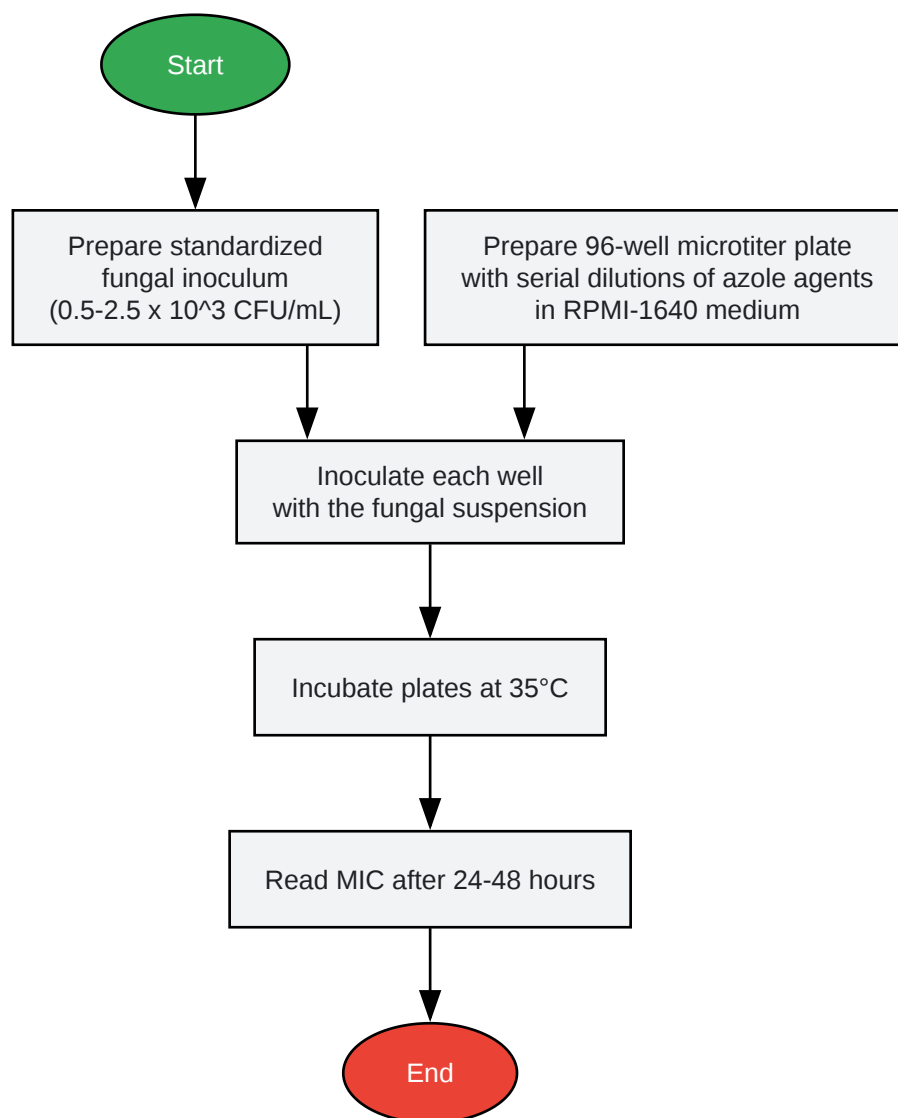 Start
Prepare standardized
fungal inoculum
(0.5-2.5 x 10^3 CFU/mL)
Prepare 96-well microtiter plate
with serial dilutions of azole agents
in RPMI-1640 medium
Inoculate each well
with the fungal suspension
Incubate plates at 35°C
Read MIC after 24-48 hours
End